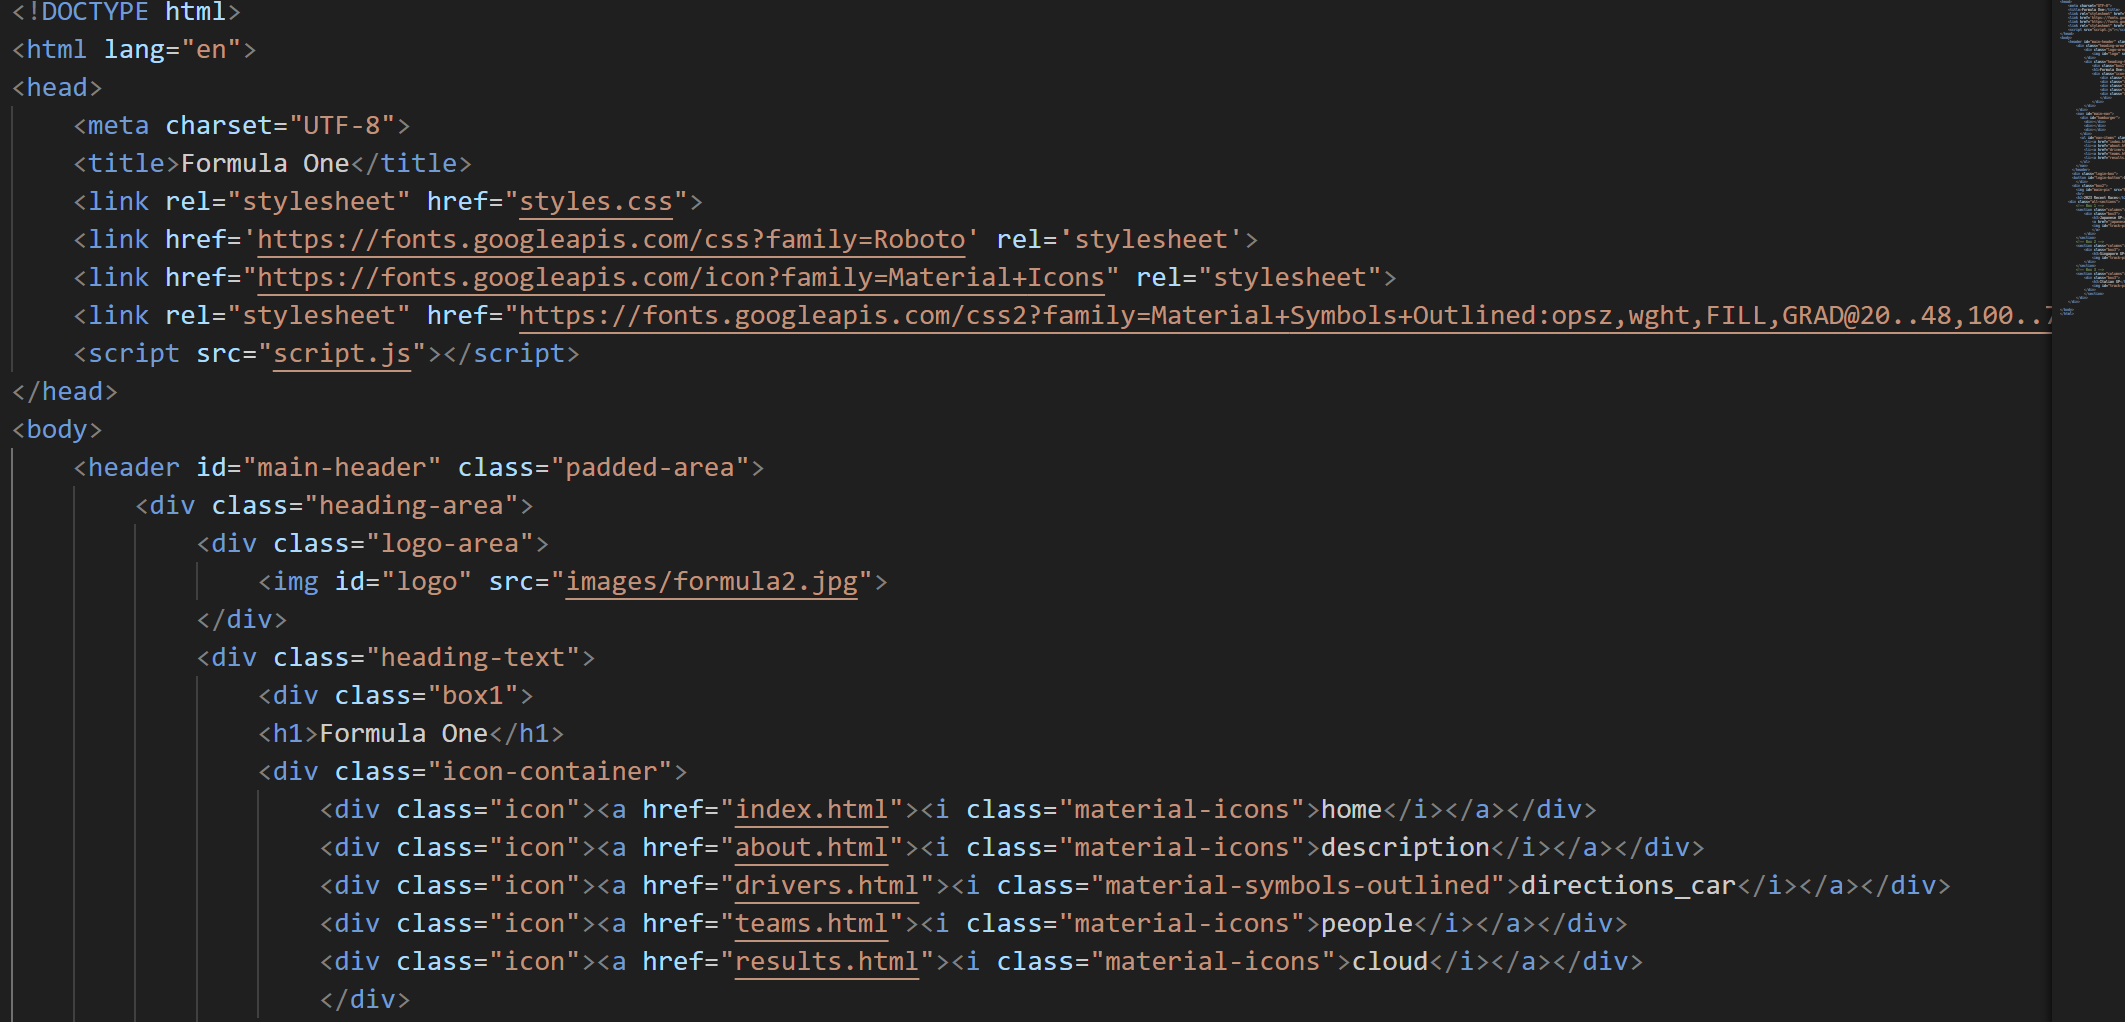 <!DOCTYPE html>
<html lang="en">
<head>
    <meta charset="UTF-8">
    <title>Formula One</title>
    <link rel="stylesheet" href="styles.css">
    <link href='https://fonts.googleapis.com/css?family=Roboto' rel='stylesheet'>
    <link href="https://fonts.googleapis.com/icon?family=Material+Icons" rel="stylesheet">
    <link rel="stylesheet" href="https://fonts.googleapis.com/css2?family=Material+Symbols+Outlined:opsz,wght,FILL,GRAD@20..48,100..7
    <script src="script.js"></script>
</head>
<body>
    <header id="main-header" class="padded-area">
        <div class="heading-area">
            <div class="logo-area">
                <img id="logo" src="images/formula2.jpg">
            </div>
            <div class="heading-text">
                <div class="box1">
                <h1>Formula One</h1>
                <div class="icon-container">
                    <div class="icon"><a href="index.html"><i class="material-icons">home</i></a></div>
                    <div class="icon"><a href="about.html"><i class="material-icons">description</i></a></div>
                    <div class="icon"><a href="drivers.html"><i class="material-symbols-outlined">directions_car</i></a></div>
                    <div class="icon"><a href="teams.html"><i class="material-icons">people</i></a></div>
                    <div class="icon"><a href="results.html"><i class="material-icons">cloud</i></a></div>
                    </div>